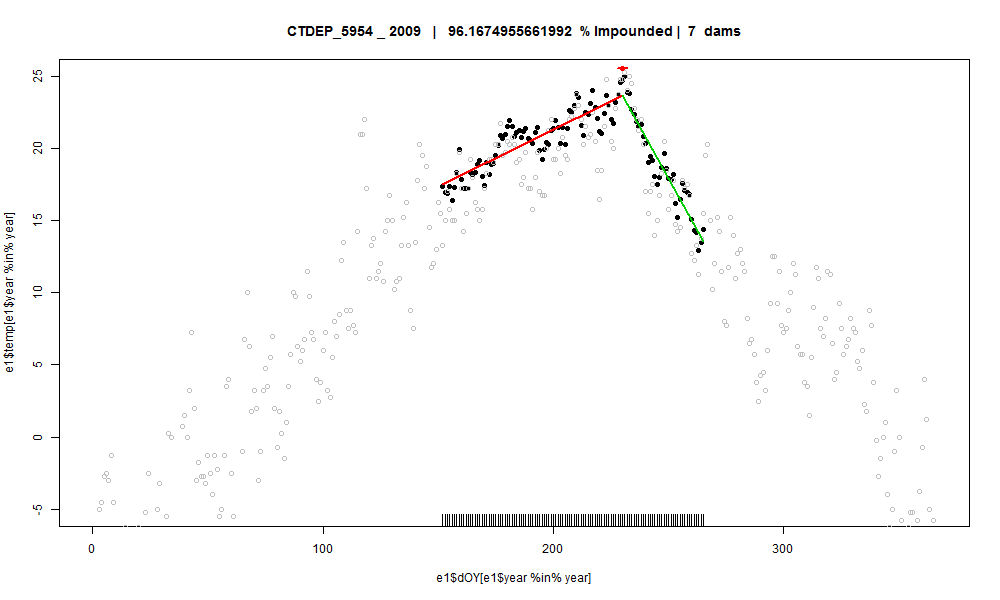 CTDEP_5954 _ 2009 | 96.1674955661992 % Impounded | 7 dams
e1$temp[e1$year %in% year]
25
20
15
10
5
0
-5
0 100 200 300
e1$dOY[e1$year %in% year]